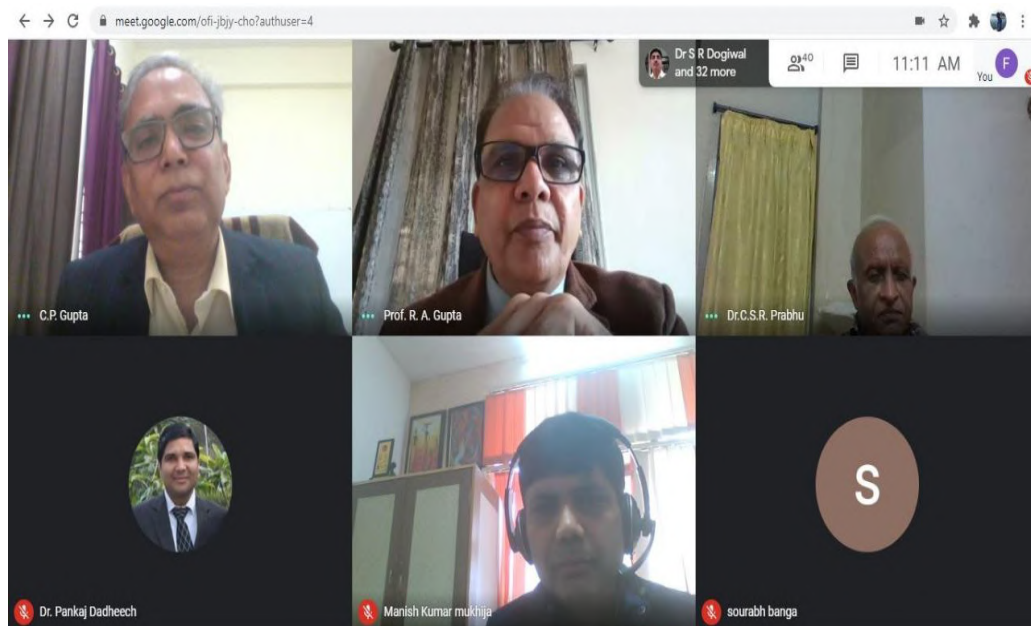 meet.google.com/ofi-jbjy-cho?authuser=4
Dr S R Dogiwal
and 32 more
40
11:11 AM
You
F
C.P. Gupta
Prof. R. A. Gupta
Dr.C.S.R. Prabhu
S
Dr. Pankaj Dadheech
Manish Kumar mukhija
sourabh banga